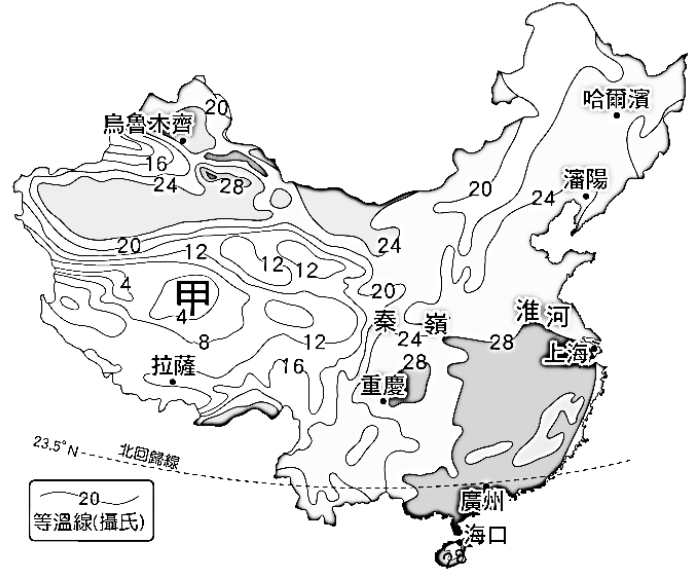 哈爾濱
20
烏魯木齊
16
24
28
20
24
瀋陽
24
20
12
12
12
4
甲
4
20
8
12
秦
嶺
24
淮河
28
上海
28
16
拉薩
重慶
23.5°N
北回歸線
廣州
海口
28
20
等溫線(攝氏)